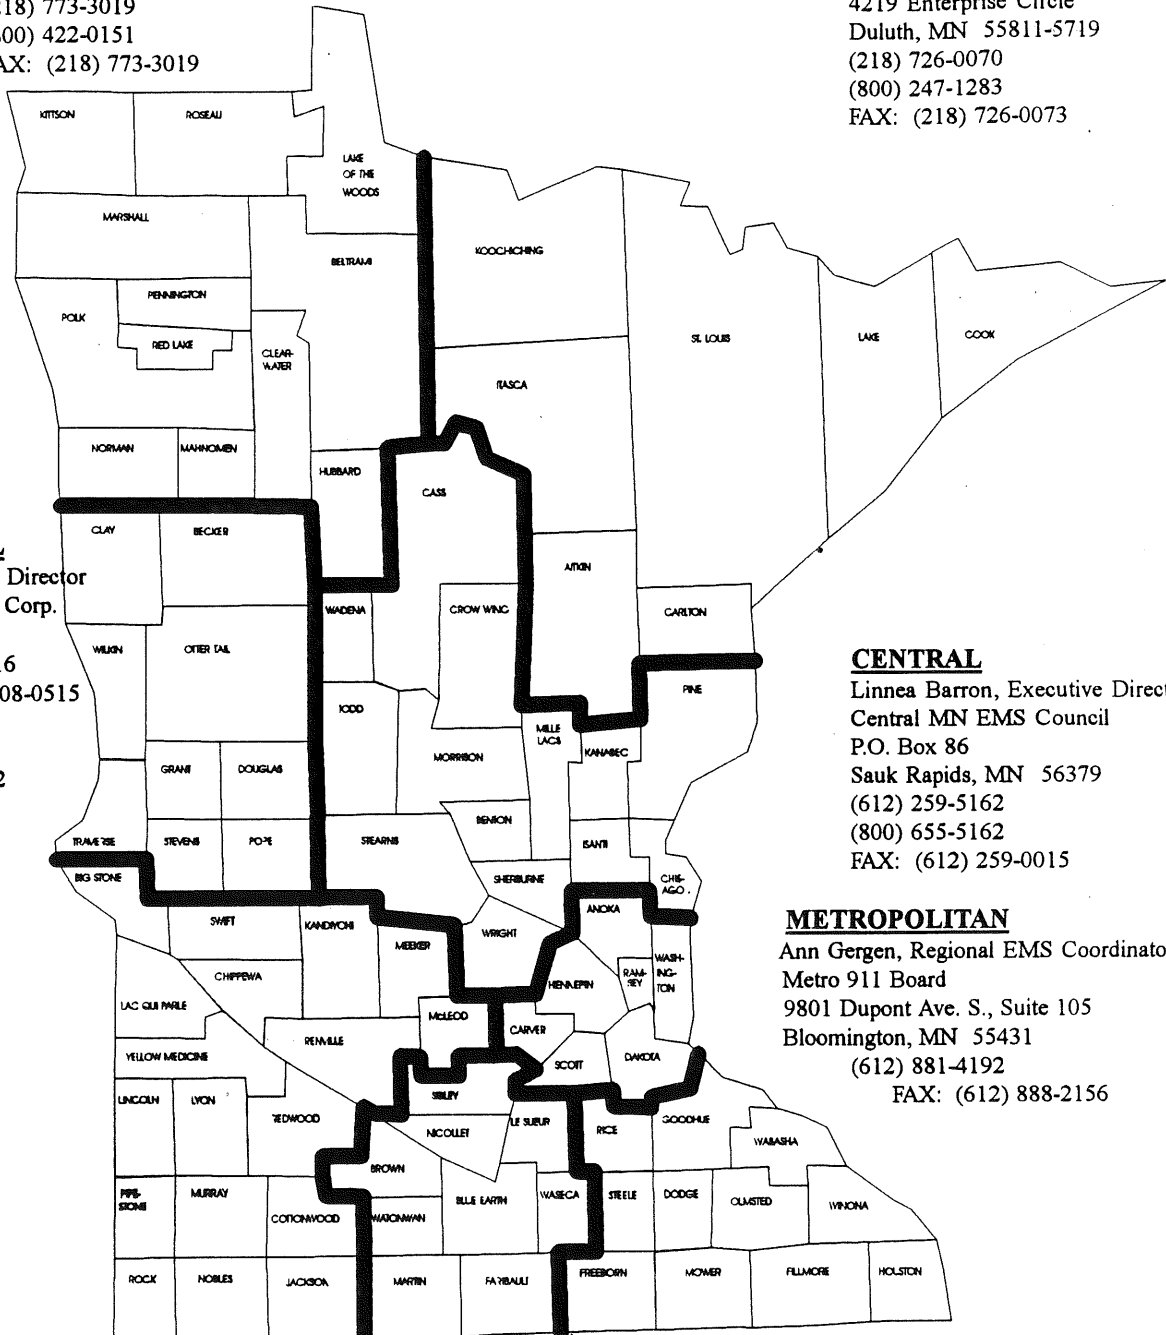 218) 773-3019
00) 422-0151
AX: (218) 773-3019
4219 Enterprise Circle
Duluth, MN 55811-5719
(218) 726-0070
(800) 247-1283
FAX: (218) 726-0073
KITTSON
ROSEAU
LAKE
OF THE
WOODS
MARSHALL
BELTRAMI
KOOCHICHING
PENNINGTON
POLK
RED LAKE
CLEAR-
WATER
ST. LOUIS
LAKE
COOK
ITASCA
NORMAN
MAHNOMEN
HUBBARD
CASS
CLAY
BECKER
AITKIN
Director
Corp.
16
08-0515
2
WADENA
CROW WING
CARLTON
WILKIN
OTTER TAIL
PINE
TODD
MILLE
LACS
KANABEC
MORRISON
GRANT
DOUGLAS
BENTON
TRAVERSE
STEVENS
POPE
STEARNS
ISANTI
BIG STONE
SHERBURNE
CHIS-
AGO
CENTRAL
Linnea Barron, Executive Direct
Central MN EMS Council
P.O. Box 86
Sauk Rapids, MN 56379
(612) 259-5162
(800) 655-5162
FAX: (612) 259-0015
SWIFT
KANDIYOHI
MEEKER
WRIGHT
ANOKA
CHIPPEWA
HENNEPIN
RAM-
SEY
WASH-
ING-
TON
LAC QUI PARLE
McLEOD
CARVER
RENVILLE
YELLOW MEDICINE
SCOTT
DAKOTA
METROPOLITAN
Ann Gergen, Regional EMS Coordinato
Metro 911 Board
9801 Dupont Ave. S., Suite 105
Bloomington, MN 55431
(612) 881-4192
FAX: (612) 888-2156
LINCOLN
LYON
REDWOOD
SIBLEY
NICOLLET
LE SUEUR
RICE
GOODHUE
WABASHA
BROWN
PIPE-
STONE
MURRAY
COTTONWOOD
WATONWAN
BLUE EARTH
WASECA
STEELE
DODGE
OLMSTED
WINONA
ROCK
NOBLES
JACKSON
MARTIN
FARIBAULT
FREEBORN
MOWER
FILLMORE
HOLSTON